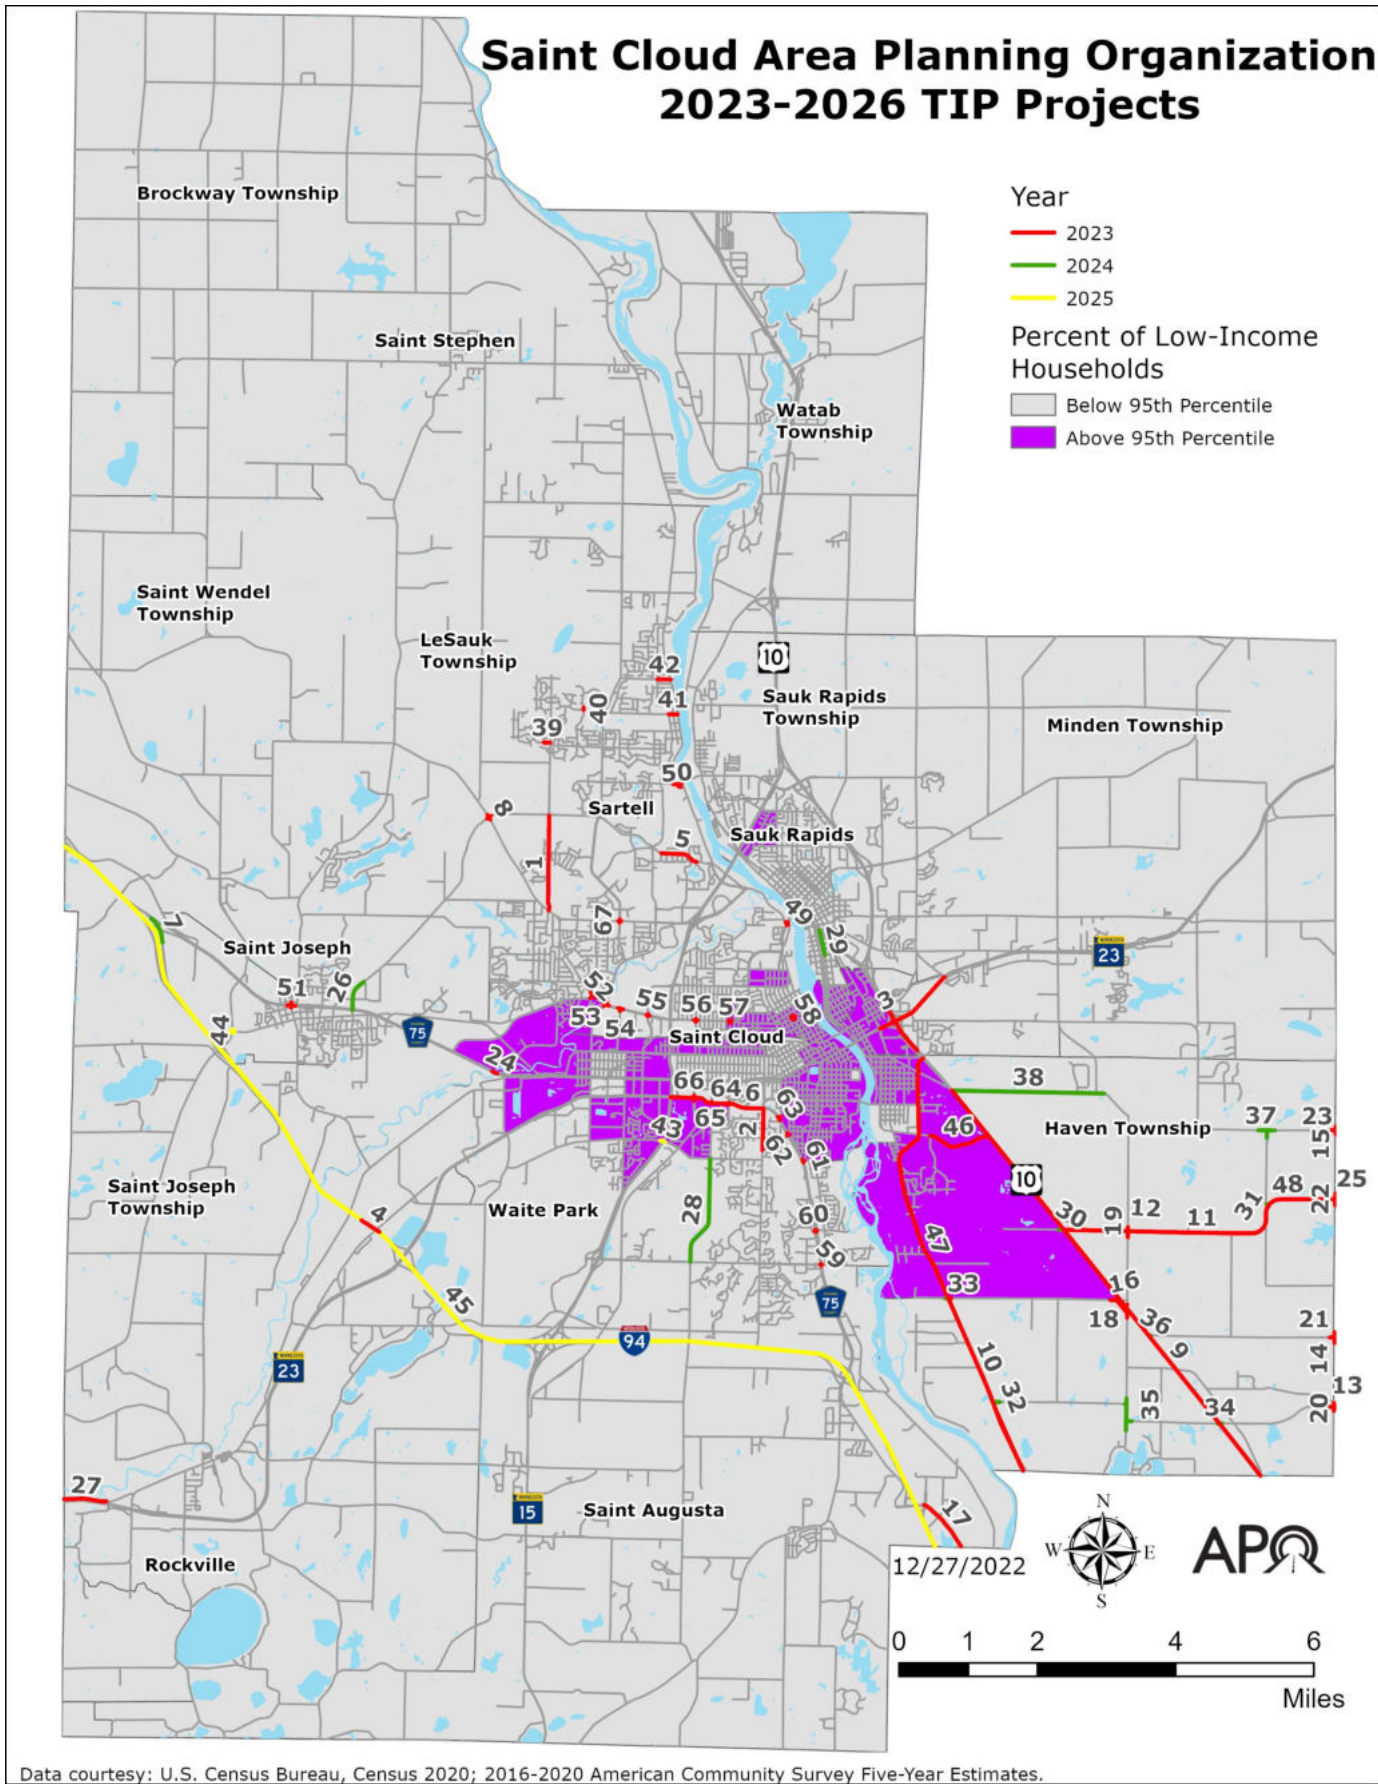 Saint Cloud Area Planning Organization
2023-2026 TIP Projects
Year
2023
2024
2025
Percent of Low-Income
Households
Below 95th Percentile
Above 95th Percentile
Brockway Township
Saint Stephen
Watab
Township
Saint Wendel
Township
LeSauk
Township
10
Sauk Rapids
Township
Minden Township
42
41
40
39
50
8
Sartell
Sauk Rapids
5
1
7
67
49
29
Saint Joseph
MINNESOTA
23
51
26
52
3
44
75
53
54
55
56
57
58
Saint Cloud
24
38
66
64
6
65
2
63
43
62
61
46
Haven Township
37
23
15
Saint Joseph
Township
Waite Park
28
10
48
25
22
31
4
60
47
30
19
12
11
59
45
75
33
16
18
36
21
94
9
14
MINNESOTA
23
10
32
35
34
13
20
27
MINNESOTA
15
Saint Augusta
17
Rockville
N
W
E
S
APO
12/27/2022
0 1 2 4 6
Miles
Data courtesy: U.S. Census Bureau, Census 2020; 2016-2020 American Community Survey Five-Year Estimates.